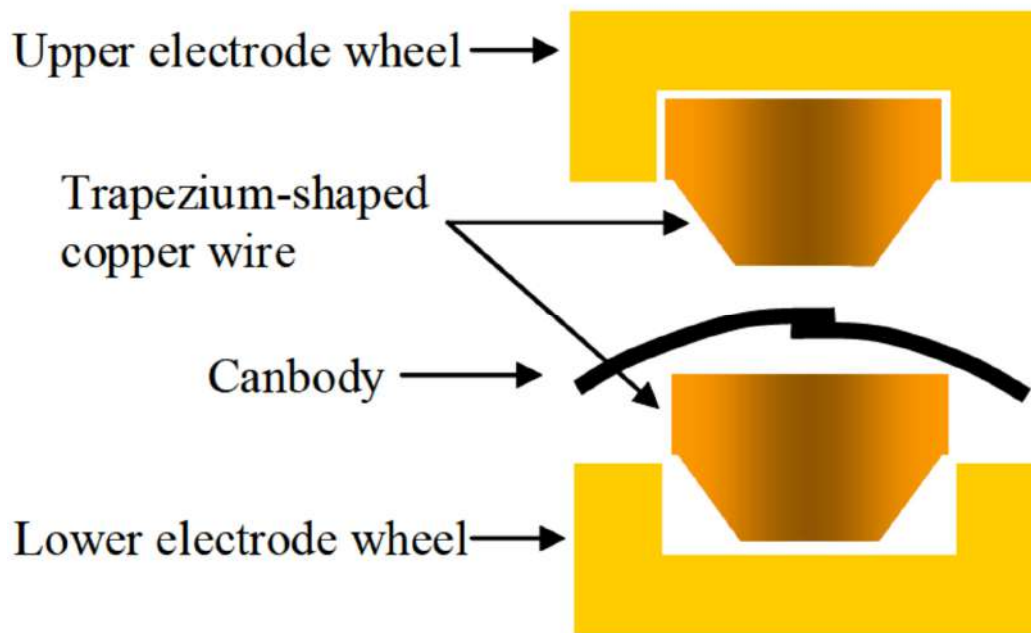 Upper electrode wheel
Trapezium-shaped
copper wire
Canbody
Lower electrode wheel